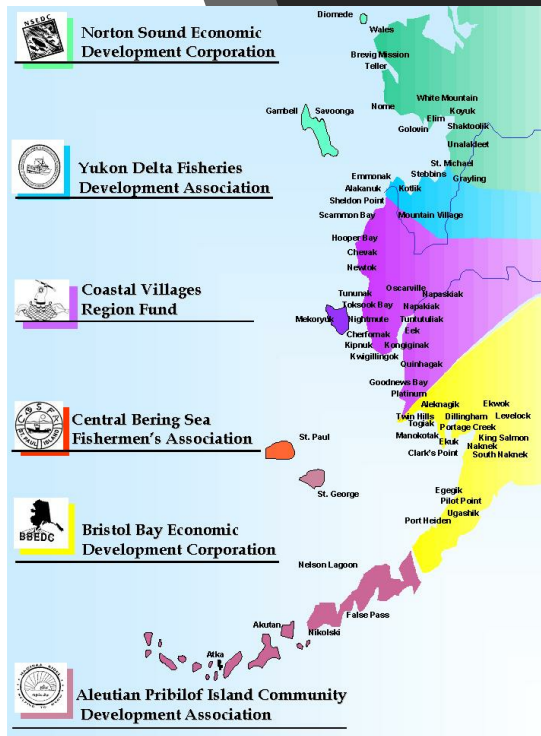 NSEDC
Norton Sound Economic
Development Corporation
Yukon Delta Fisheries
Development Association
Coastal Villages
Region Fund
CBSFA
ST PAUL ISLAND
Central Bering Sea
Fishermen's Association
BBEDC
Bristol Bay Economic
Development Corporation
Aleutian Pribilof Island Community
Development Association
Diomede
Wales
Brevig Mission
Teller
Nome
White Mountain
Koyuk
Elim
Golovin
Shaktoolik
Gambell
Savoonga
Unalakleet
St. Michael
Stebbins
Grayling
Emmonak
Alakanuk
Kotlik
Sheldon Point
Scammon Bay
Mountain Village
Hooper Bay
Chevak
Newtok
Oscarville
Tununak
Napaskiak
Toksook Bay
Napakiak
Mekoryuk
Nightmute
Tuntutuliak
Eek
Chefornak
Kipnuk
Kongiginak
Kwigillingok
Quinhagak
Goodnews Bay
Platinum
Aleknagik
Ekwok
Twin Hills
Dillingham
Levelock
Togiak
Portage Creek
Manokotak
Ekuk
King Salmon
Naknek
Clark's Point
South Naknek
St. Paul
St. George
Egegik
Pilot Point
Ugashik
Port Heiden
Nelson Lagoon
False Pass
Akutan
Nikolski
Atka